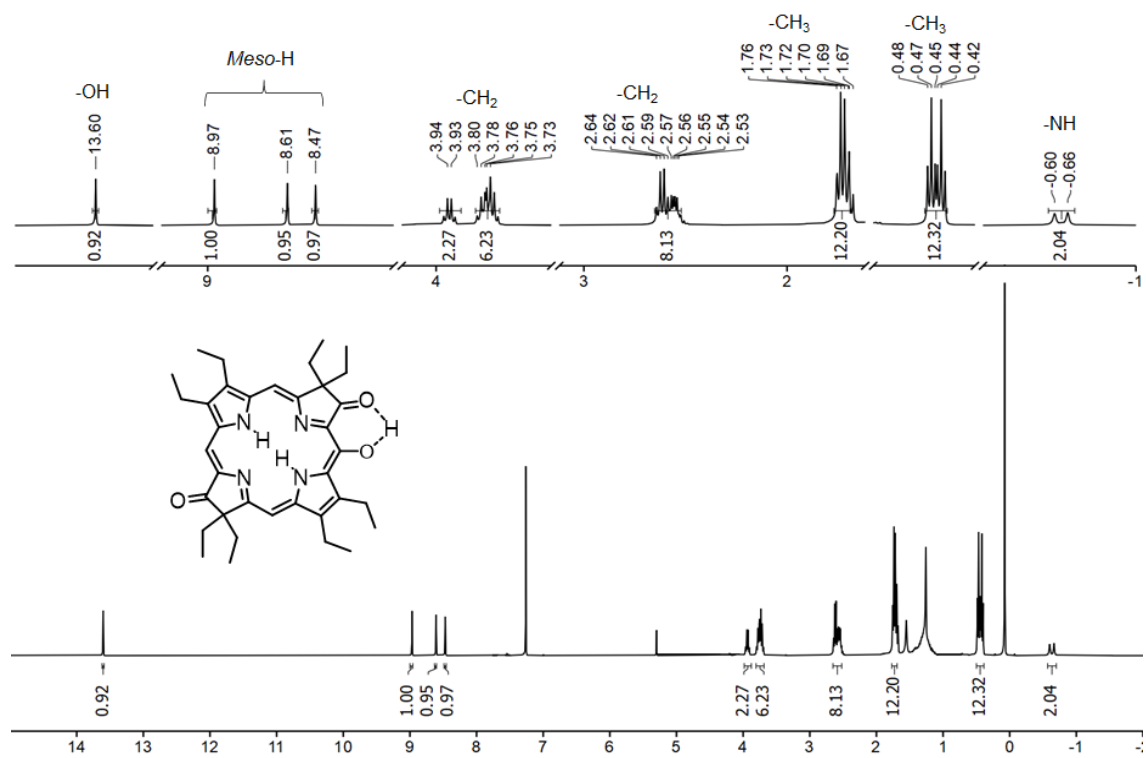 -OH
Meso-H
-CH2
-CH2
-CH3
-CH3
-NH
13.60
8.97
8.61
8.47
3.94
3.93
3.80
3.78
3.76
3.75
3.73
2.64
2.62
2.61
2.59
2.57
2.56
2.55
2.54
2.53
1.76
1.73
1.72
1.70
1.69
1.67
0.48
0.47
0.45
0.44
0.42
-0.60
-0.66
0.92
1.00
0.95
0.97
2.27
6.23
8.13
12.20
12.32
2.04
9 4 3 2 -1
N
H
N
O
H
O
H
N
N
O
0.92
1.00
0.95
0.97
2.27
6.23
8.13
12.20
12.32
2.04
14 13 12 11 10 9 8 7 6 5 4 3 2 1 0 -1 -2